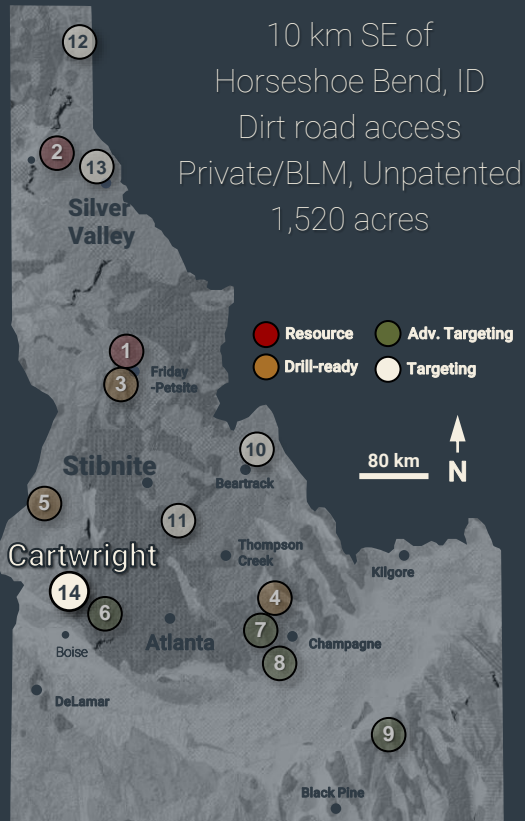 10 km SE of
Horseshoe Bend, ID
Dirt road access
Private/BLM, Unpatented
1,520 acres
12
2
13
Silver
Valley
Resource
Adv. Targeting
Drill-ready
Targeting
1
3
Friday
-Petsite
80 km
N
10
Stibnite
Beartrack
5
11
Cartwright
Thompson
Creek
Kilgore
14
6
4
7
Atlanta
Champagne
Boise
8
DeLamar
9
Black Pine